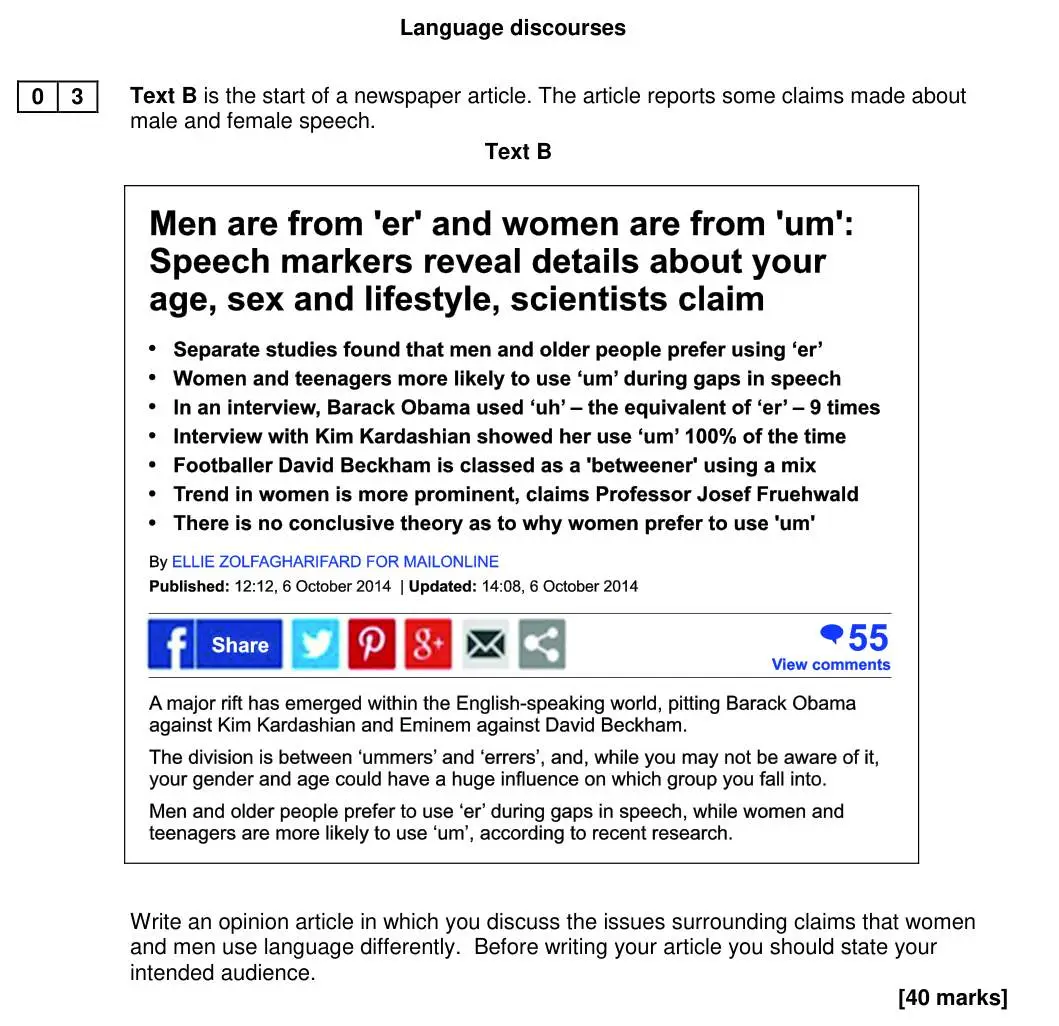 Language discourses
0 3
Text B is the start of a newspaper article. The article reports some claims made about
male and female speech.
Text B
Men are from 'er' and women are from 'um':
Speech markers reveal details about your
age, sex and lifestyle, scientists claim
• Separate studies found that men and older people prefer using ‘er’
• Women and teenagers more likely to use ‘um’ during gaps in speech
• In an interview, Barack Obama used ‘uh’ – the equivalent of ‘er’ – 9 times
• Interview with Kim Kardashian showed her use ‘um’ 100% of the time
• Footballer David Beckham is classed as a 'betweener' using a mix
• Trend in women is more prominent, claims Professor Josef Fruehwald
• There is no conclusive theory as to why women prefer to use 'um'
By ELLIE ZOLFAGHARIFARD FOR MAILONLINE
Published: 12:12, 6 October 2014 | Updated: 14:08, 6 October 2014
f Share g+ 55
View comments
A major rift has emerged within the English-speaking world, pitting Barack Obama
against Kim Kardashian and Eminem against David Beckham.
The division is between ‘ummers’ and ‘errers’, and, while you may not be aware of it,
your gender and age could have a huge influence on which group you fall into.
Men and older people prefer to use ‘er’ during gaps in speech, while women and
teenagers are more likely to use ‘um’, according to recent research.
Write an opinion article in which you discuss the issues surrounding claims that women
and men use language differently. Before writing your article you should state your
intended audience.
[40 marks]